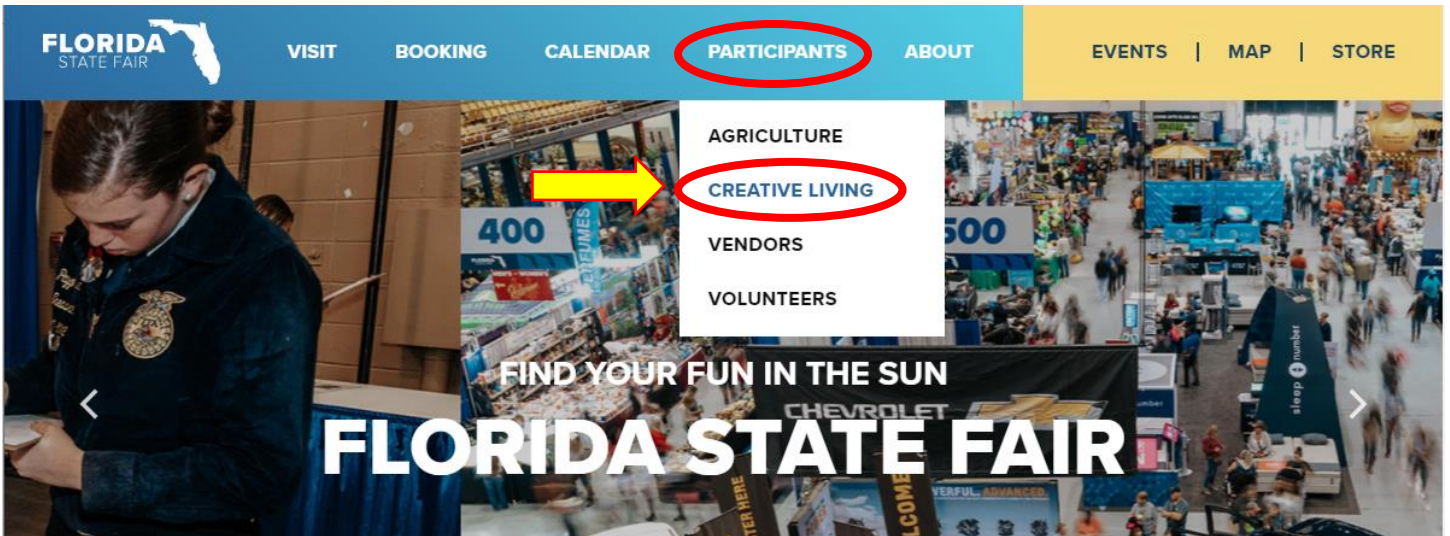 FLORIDA
STATE FAIR
VISIT
BOOKING
CALENDAR
PARTICIPANTS
ABOUT
EVENTS | MAP | STORE
AGRICULTURE
CREATIVE LIVING
VENDORS
VOLUNTEERS
400
500
FIND YOUR FUN IN THE SUN
CHEVROLET
FLORIDA STATE FAIR
sleep number